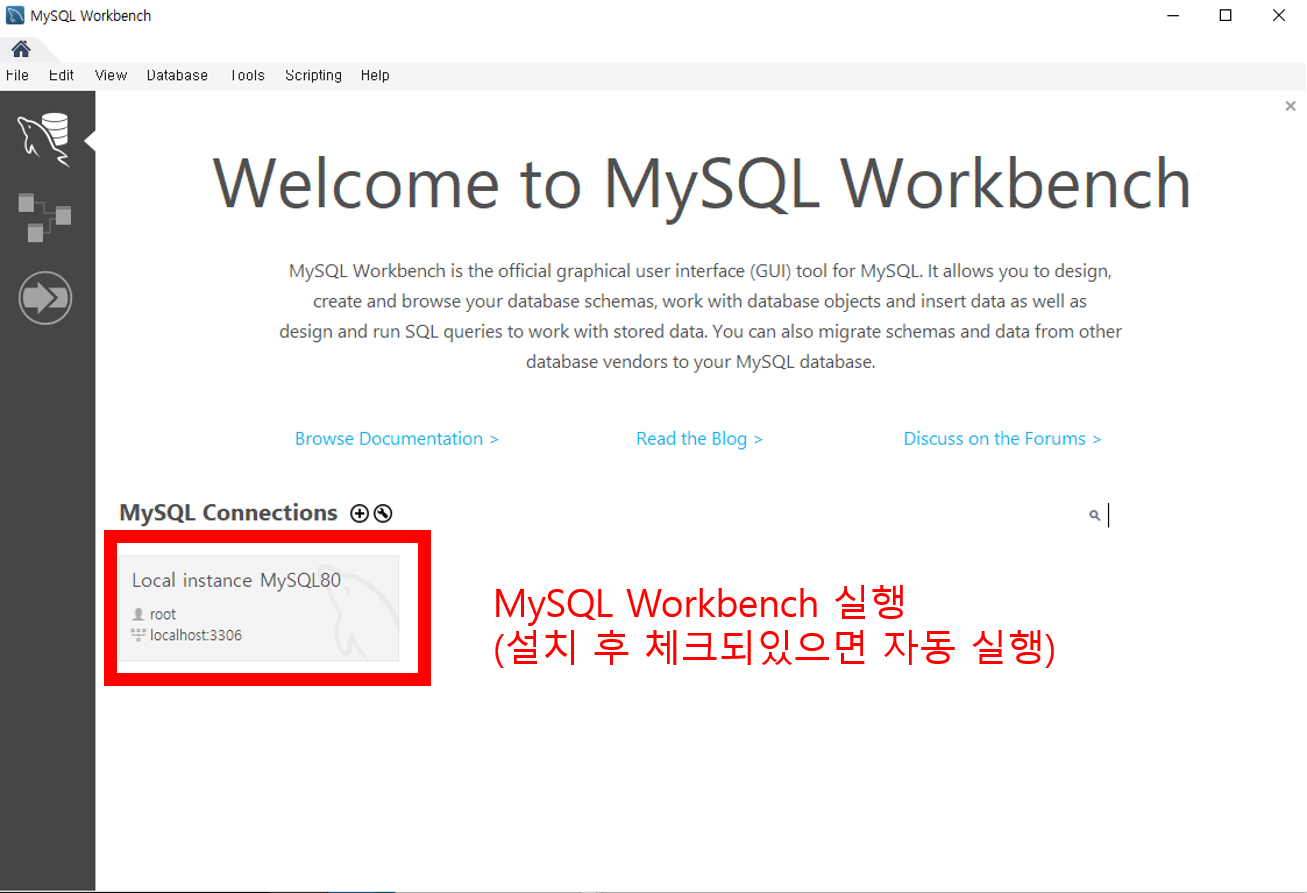 MySQL Workbench
File Edit View Database Tools Scripting Help
Welcome to MySQL Workbench
MySQL Workbench is the official graphical user interface (GUI) tool for MySQL. It allows you to design,
create and browse your database schemas, work with database objects and insert data as well as
design and run SQL queries to work with stored data. You can also migrate schemas and data from other
database vendors to your MySQL database.
Browse Documentation > Read the Blog > Discuss on the Forums >
MySQL Connections
Local instance MySQL80
root
localhost:3306
MySQL Workbench 실행
(설치 후 체크되있으면 자동 실행)